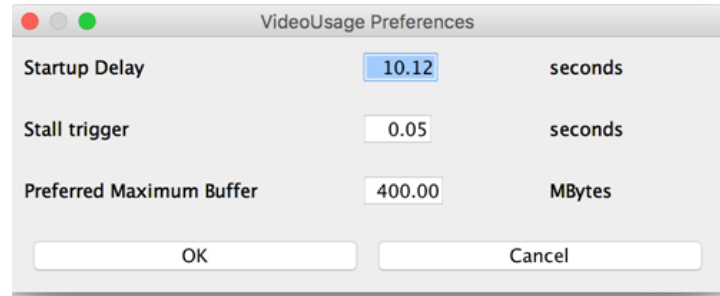 VideoUsage Preferences
Startup Delay 10.12 seconds
Stall trigger 0.05 seconds
Preferred Maximum Buffer 400.00 MBytes
OK Cancel